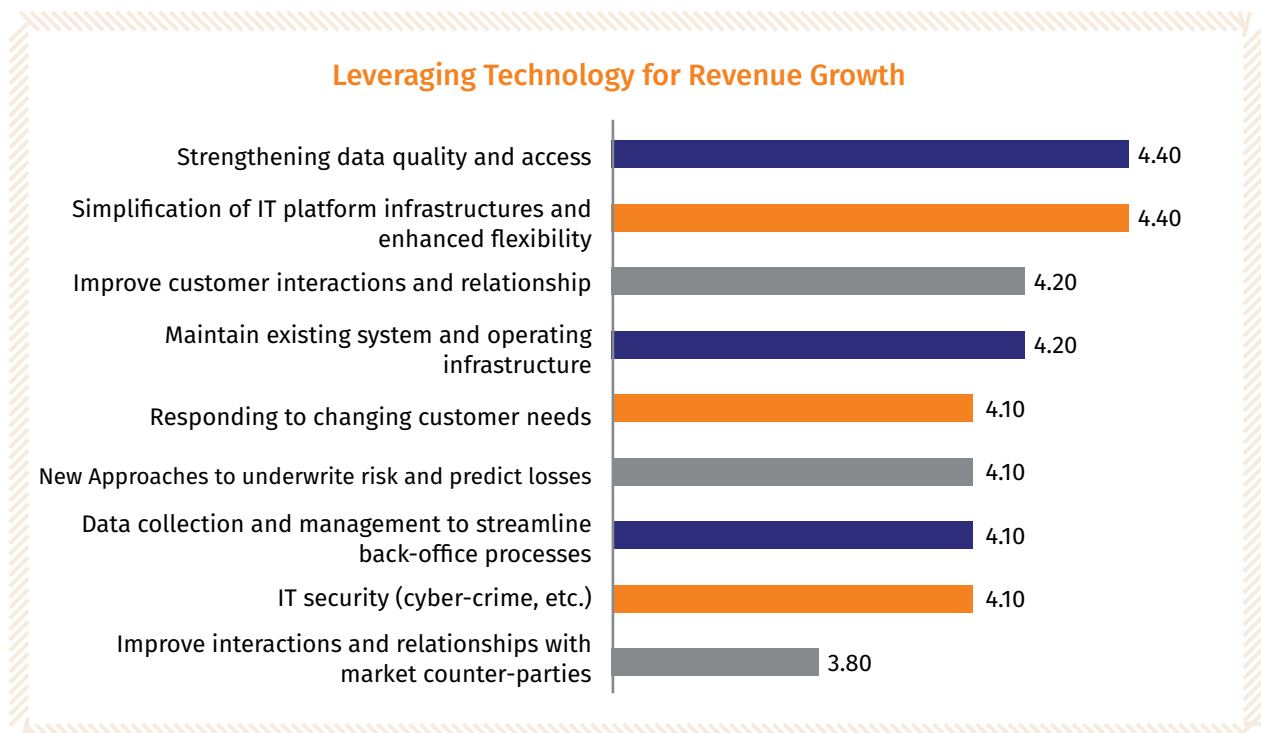 Leveraging Technology for Revenue Growth
Strengthening data quality and access
4.40
Simplification of IT platform infrastructures and
enhanced flexibility
4.40
Improve customer interactions and relationship
4.20
Maintain existing system and operating
infrastructure
4.20
Responding to changing customer needs
4.10
New Approaches to underwrite risk and predict losses
4.10
Data collection and management to streamline
back-office processes
4.10
IT security (cyber-crime, etc.)
4.10
Improve interactions and relationships with
market counter-parties
3.80